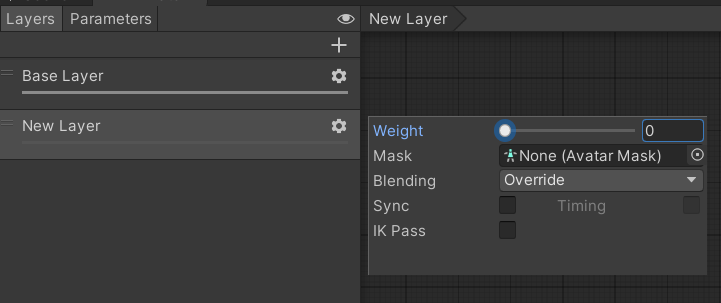 Layers Parameters
New Layer
Base Layer
New Layer
Weight 0
Mask None (Avatar Mask)
Blending Override
Sync Timing
IK Pass